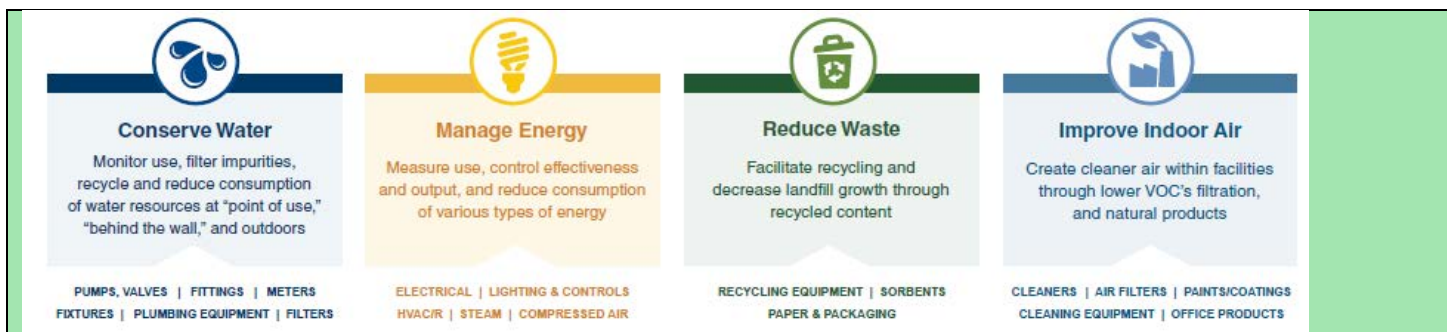 Conserve Water
Monitor use, filter impurities,
recycle and reduce consumption
of water resources at “point of use,”
“behind the wall,” and outdoors
PUMPS, VALVES | FITTINGS | METERS
FIXTURES | PLUMBING EQUIPMENT | FILTERS
Manage Energy
Measure use, control effectiveness
and output, and reduce consumption
of various types of energy
ELECTRICAL | LIGHTING & CONTROLS
HVAC/R | STEAM | COMPRESSED AIR
Reduce Waste
Facilitate recycling and
decrease landfill growth through
recycled content
RECYCLING EQUIPMENT | SORBENTS
PAPER & PACKAGING
Improve Indoor Air
Create cleaner air within facilities
through lower VOC’s filtration,
and natural products
CLEANERS | AIR FILTERS | PAINTS/COATINGS
CLEANING EQUIPMENT | OFFICE PRODUCTS